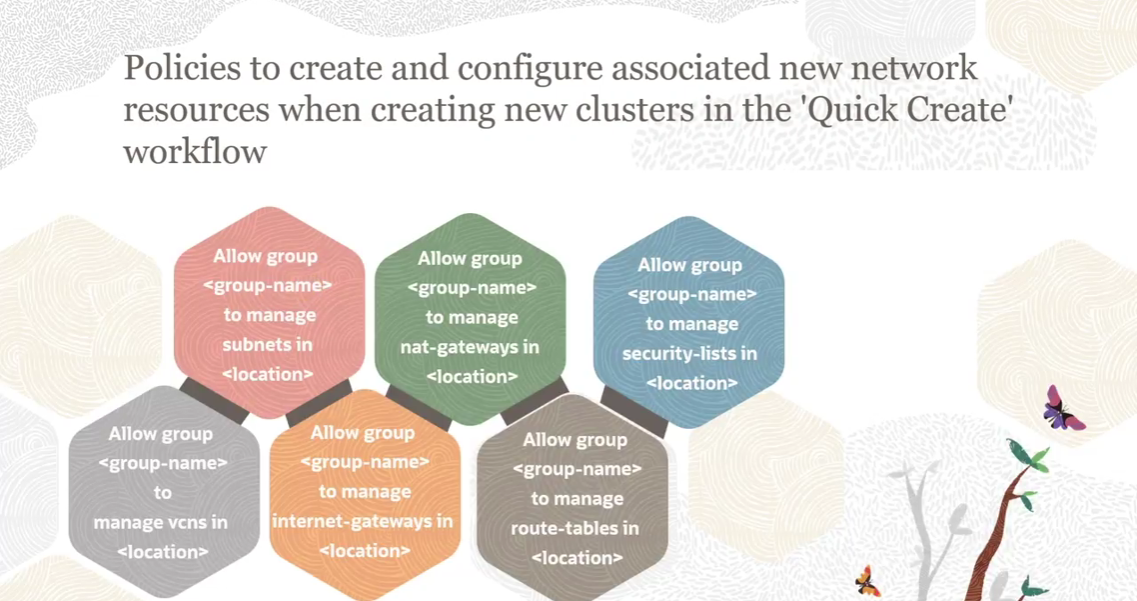 Policies to create and configure associated new network
resources when creating new clusters in the 'Quick Create'
workflow
Allow group
<group-name>
to manage
subnets in
<location>
Allow group
<group-name>
to manage
nat-gateways in
<location>
Allow group
<group-name>
to manage
security-lists in
<location>
Allow group
<group-name>
to
manage vcns in
<location>
Allow group
<group-name>
to manage
internet-gateways in
<location>
Allow group
<group-name>
to manage
route-tables in
<location>